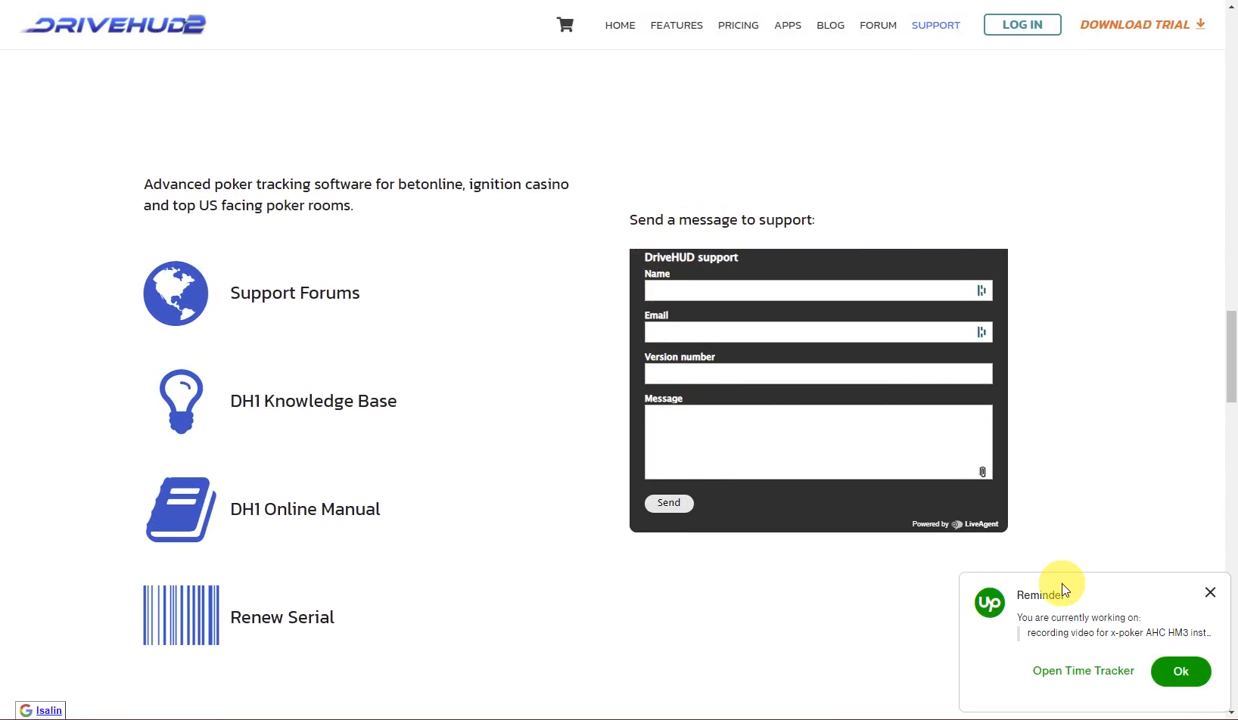 DRIVEHUD2
HOME
FEATURES
PRICING
APPS
BLOG
FORUM
SUPPORT
LOG IN
DOWNLOAD TRIAL
Advanced poker tracking software for betonline, ignition casino
and top US facing poker rooms.
Support Forums
DH1 Knowledge Base
DH1 Online Manual
Renew Serial
Send a message to support:
DriveHUD support
Name
Email
Version number
Message
Send
Powered by LiveAgent
Up
Reminder
You are currently working on:
recording video for x-poker AHC HM3 inst...
Open Time Tracker
Ok
Isalin